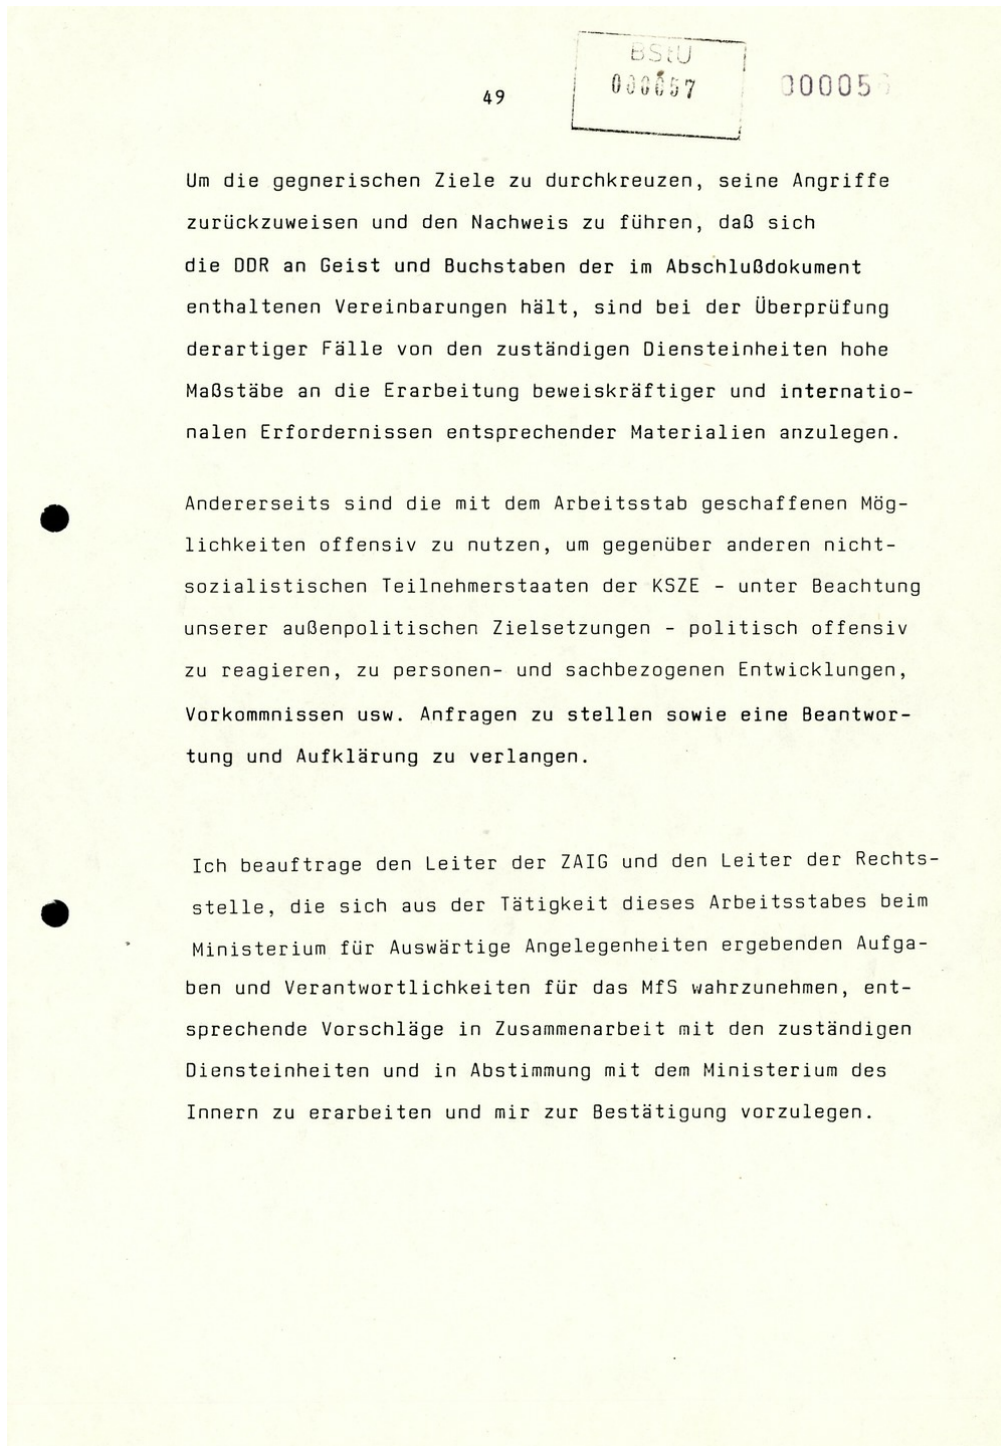 BStU
49
000057
00005
Um die gegnerischen Ziele zu durchkreuzen, seine Angriffe
zurückzuweisen und den Nachweis zu führen, daß sich
die DDR an Geist und Buchstaben der im Abschlußdokument
enthaltenen Vereinbarungen hält, sind bei der Überprüfung
derartiger Fälle von den zuständigen Diensteinheiten hohe
Maßstäbe an die Erarbeitung beweiskräftiger und internatio-
nalen Erfordernissen entsprechender Materialien anzulegen.
Andererseits sind die mit dem Arbeitsstab geschaffenen Mög-
lichkeiten offensiv zu nutzen, um gegenüber anderen nicht-
sozialistischen Teilnehmerstaaten der KSZE - unter Beachtung
unserer außenpolitischen Zielsetzungen - politisch offensiv
zu reagieren, zu personen- und sachbezogenen Entwicklungen,
Vorkommnissen usw. Anfragen zu stellen sowie eine Beantwor-
tung und Aufklärung zu verlangen.
Ich beauftrage den Leiter der ZAIG und den Leiter der Rechts-
stelle, die sich aus der Tätigkeit dieses Arbeitsstabes beim
Ministerium für Auswärtige Angelegenheiten ergebenden Aufga-
ben und Verantwortlichkeiten für das MfS wahrzunehmen, ent-
sprechende Vorschläge in Zusammenarbeit mit den zuständigen
Diensteinheiten und in Abstimmung mit dem Ministerium des
Innern zu erarbeiten und mir zur Bestätigung vorzulegen.